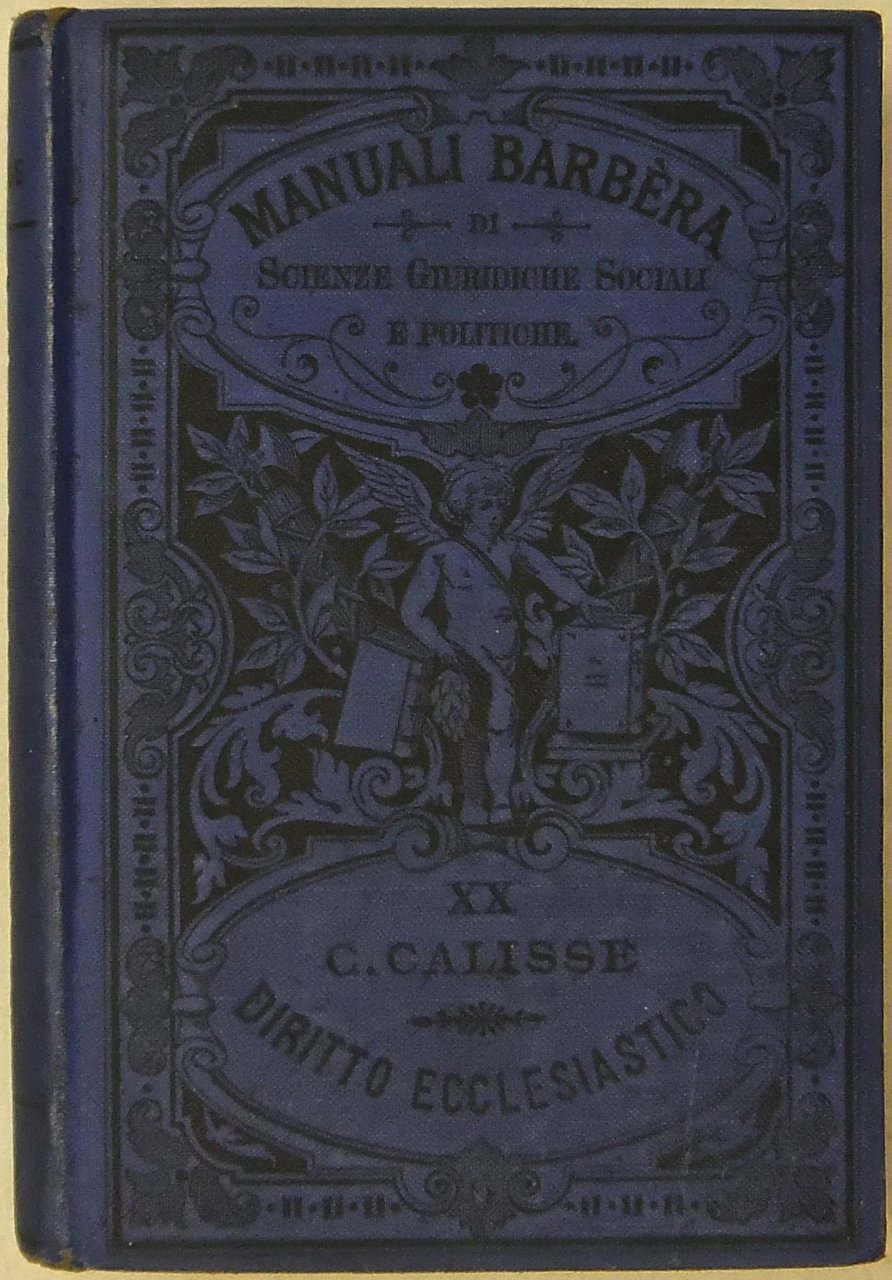 MANUALI BARBÈRA
DI
SCIENZE GIURIDICHE SOCIALI
E POLITICHE.
XX
C. CALISSE
DIRITTO ECCLESIASTICO